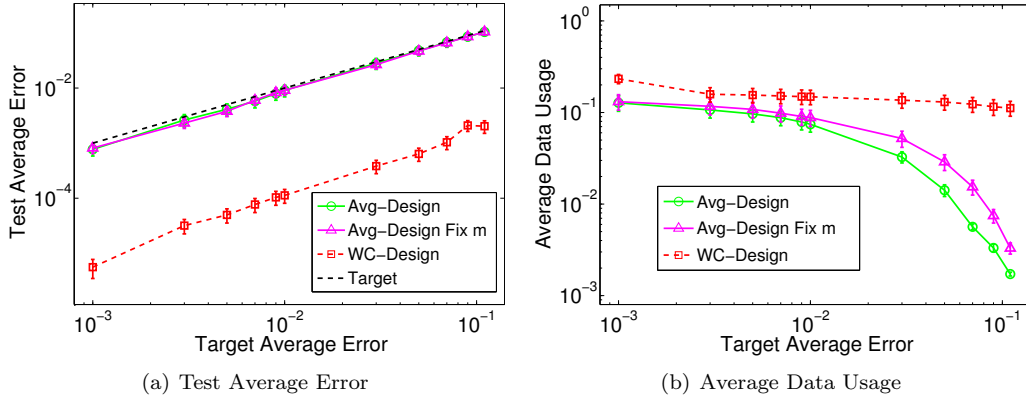 Test Average Error
10^{-2}
10^{-4}
10^{-3}
10^{-2}
10^{-1}
Target Average Error
Avg−Design
Avg−Design Fix m
WC−Design
Target
(a) Test Average Error
Average Data Usage
10^0
10^{-1}
10^{-2}
10^{-3}
10^{-3}
10^{-2}
10^{-1}
Target Average Error
Avg−Design
Avg−Design Fix m
WC−Design
(b) Average Data Usage